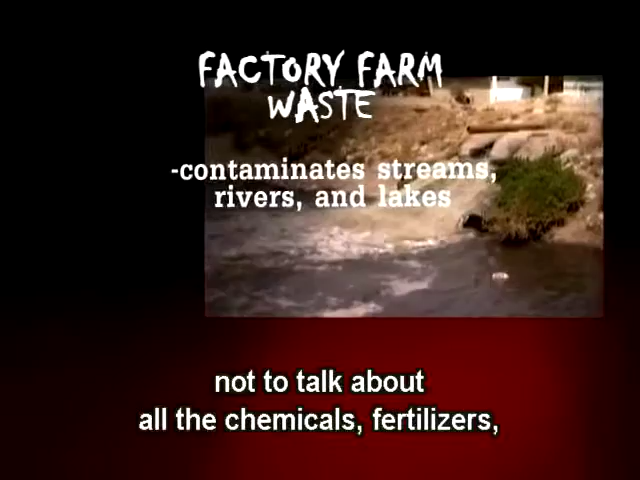 FACTORY FARM
WASTE
-contaminates streams,
rivers, and lakes
not to talk about
all the chemicals, fertilizers,